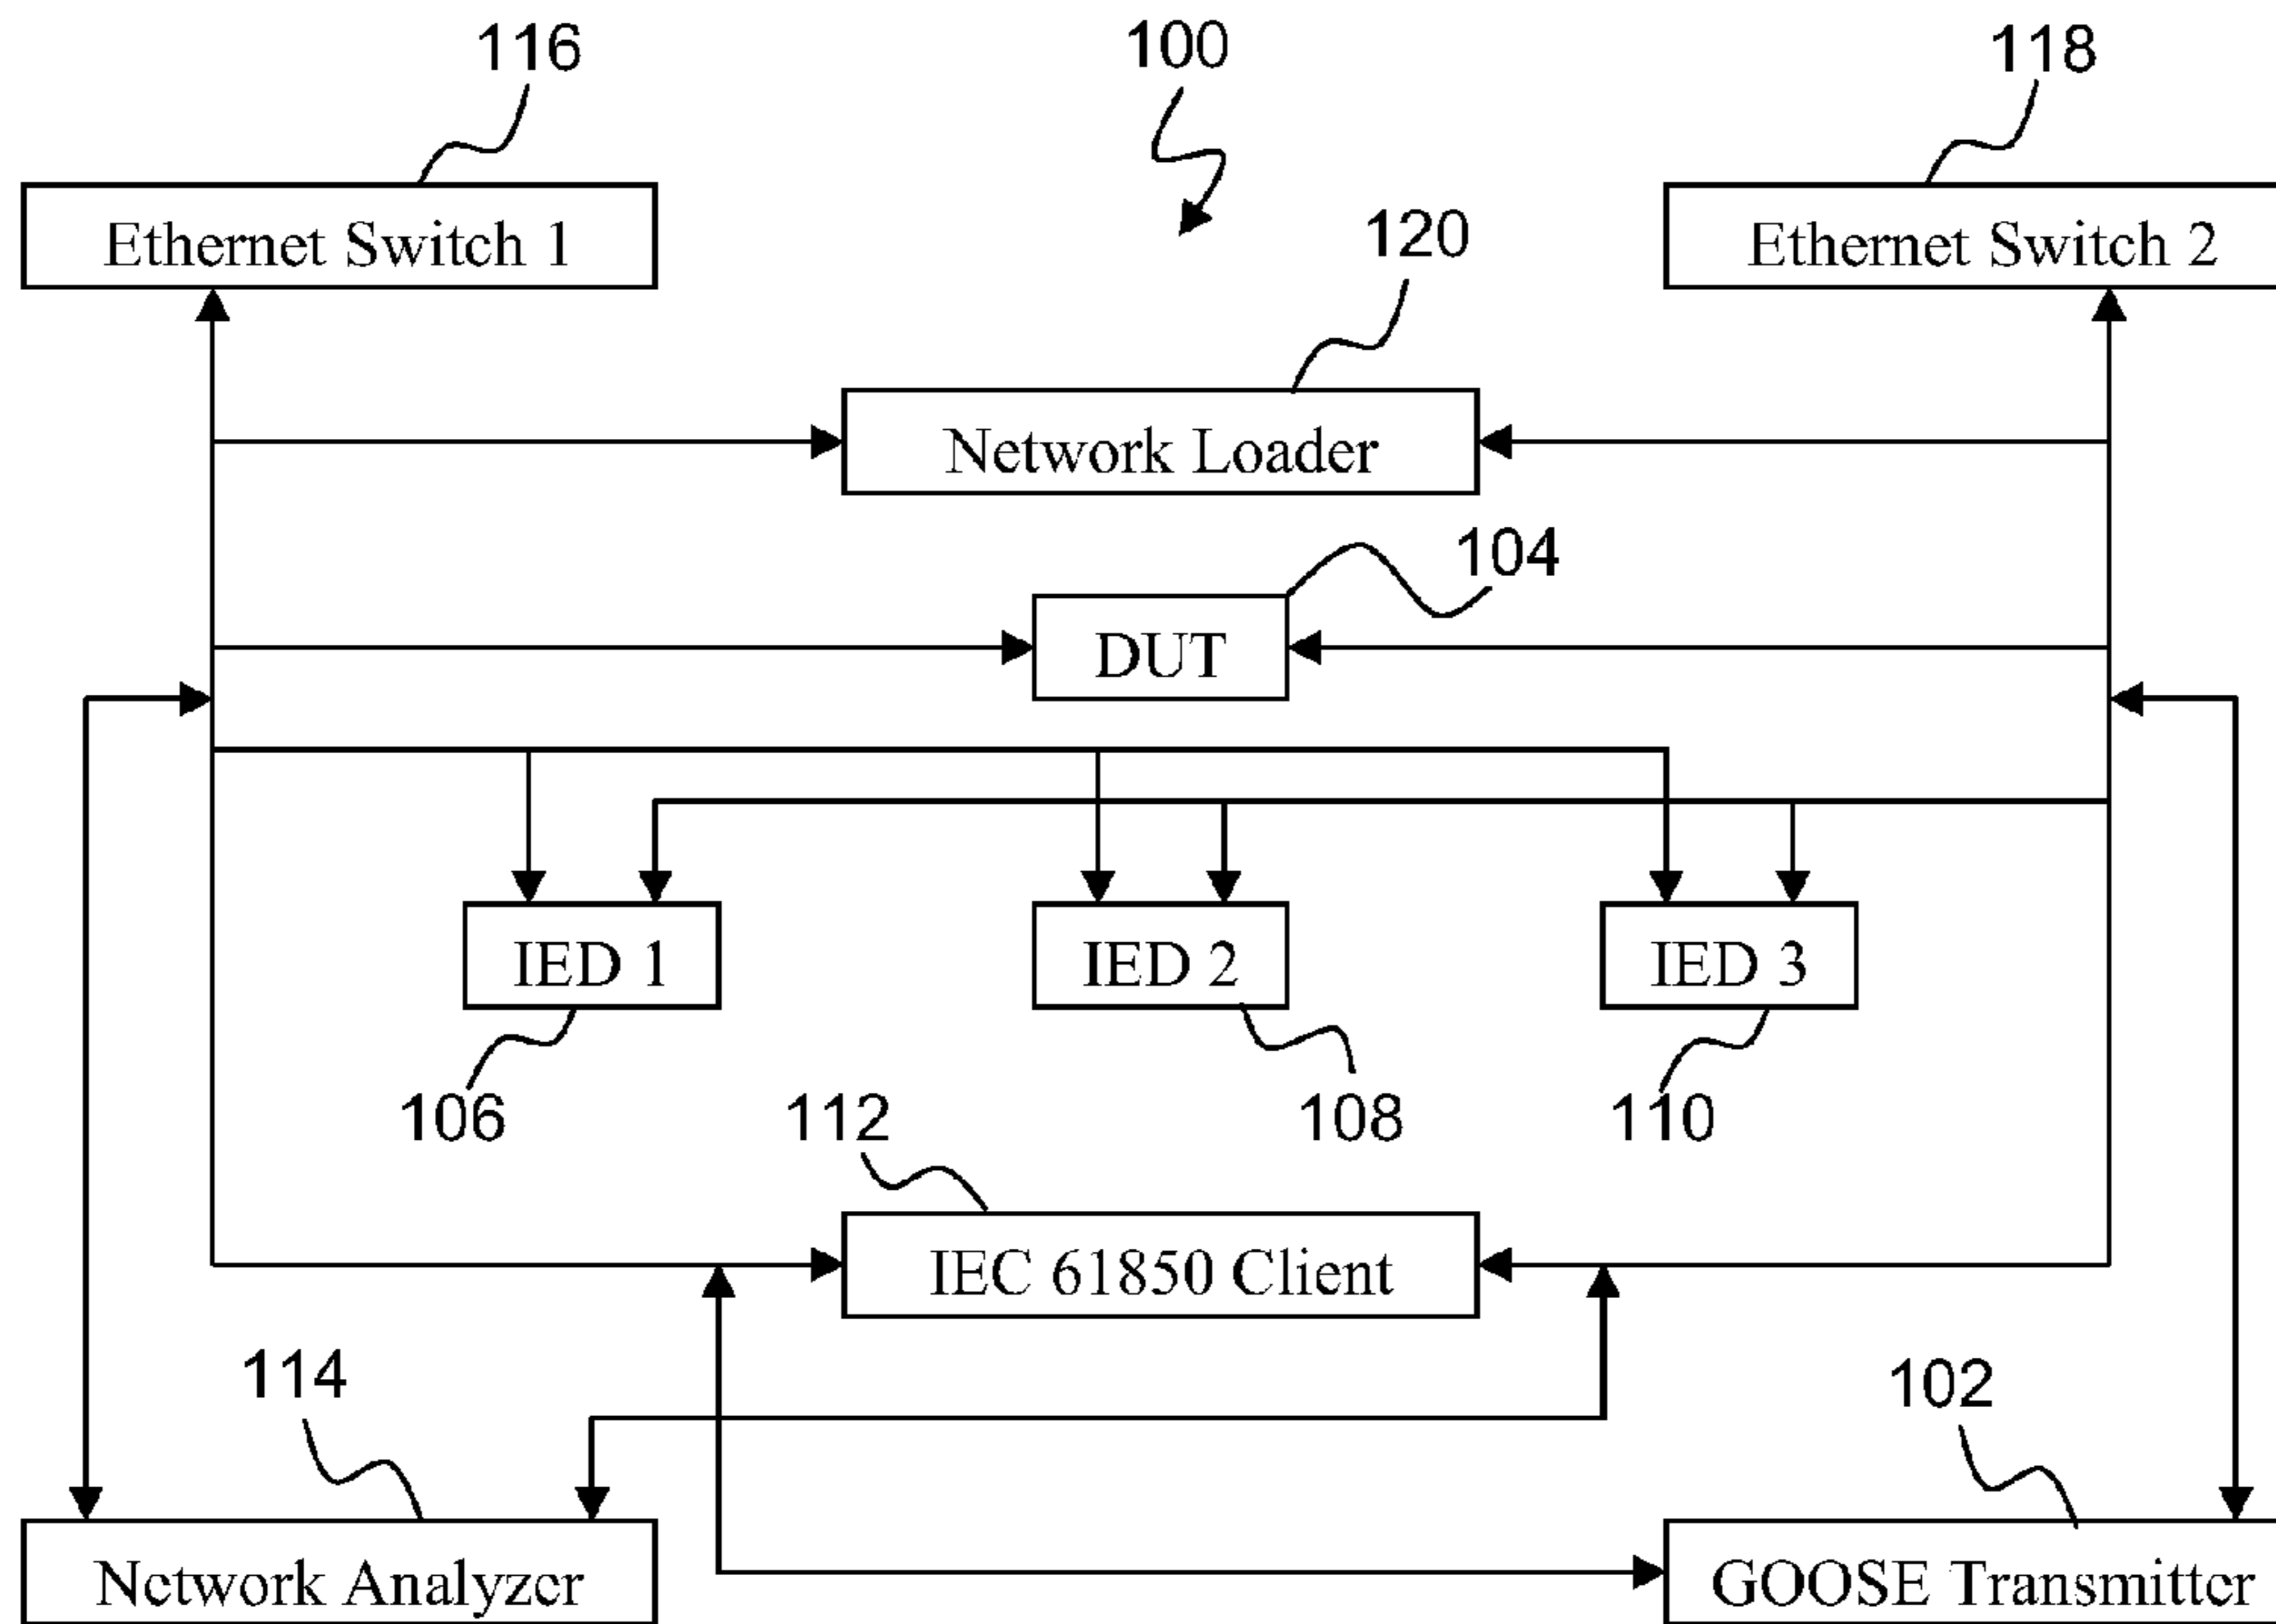 116
100
118
Ethernet Switch 1
120
Ethernet Switch 2
Network Loader
104
DUT
IED 1
IED 2
IED 3
106
112
108
110
IEC 61850 Client
114
102
Network Analyzer
GOOSE Transmitter